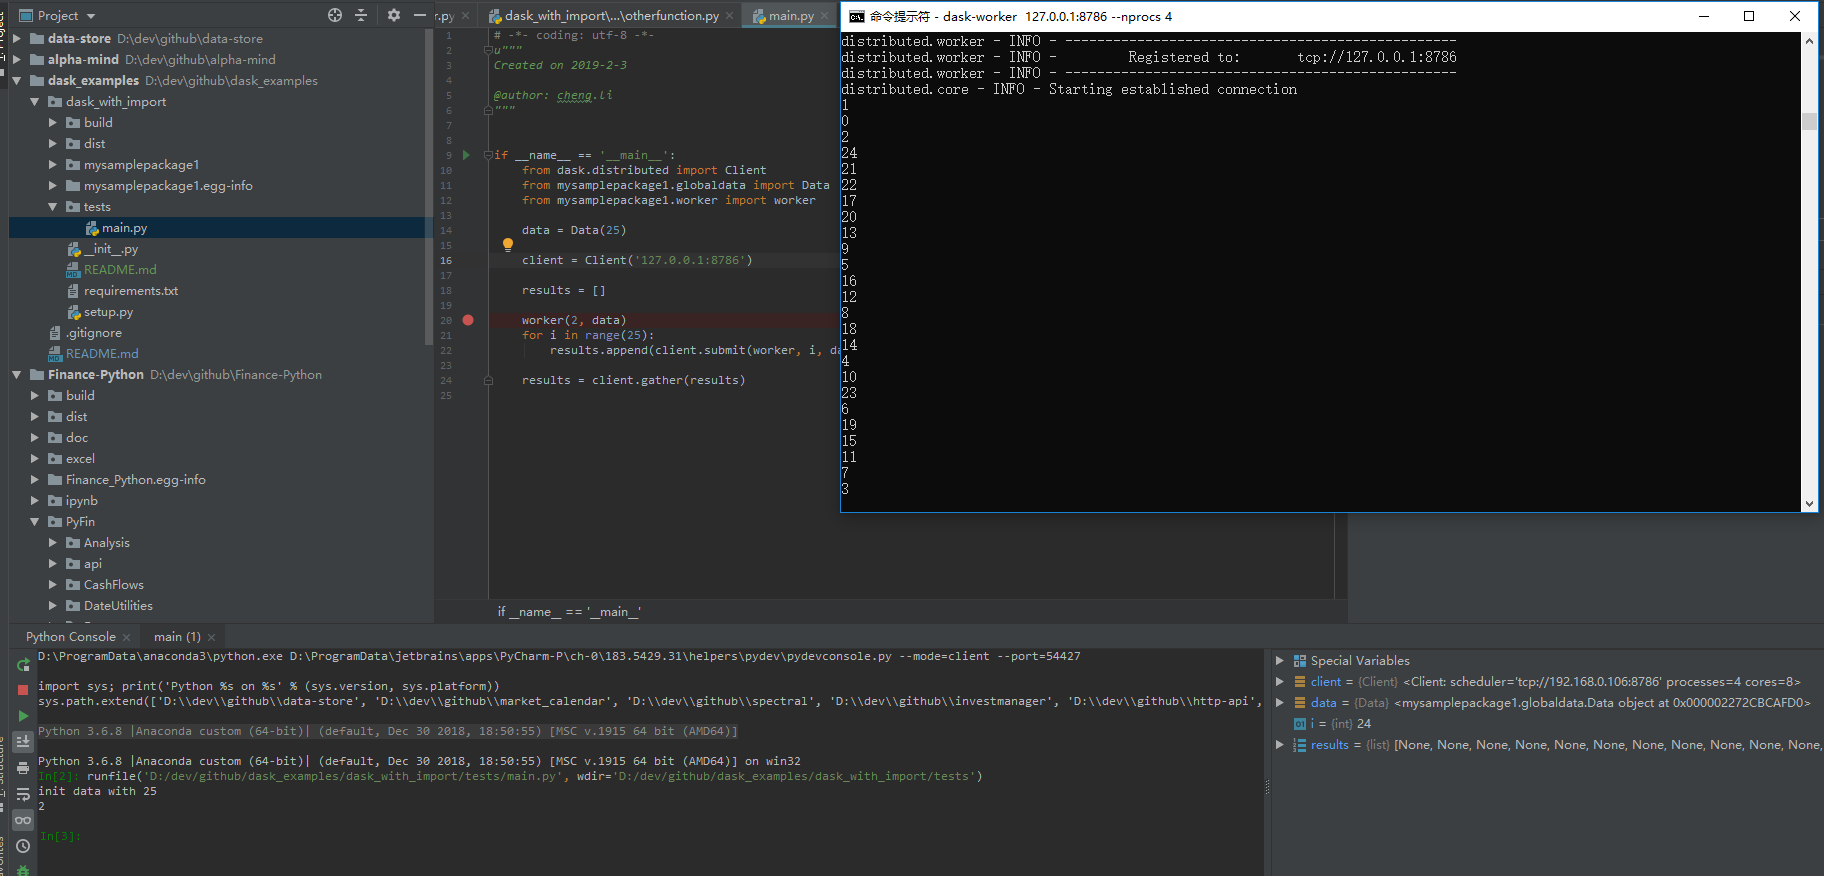 Project
data-store D:\dev\github\data-store
alpha-mind D:\dev\github\alpha-mind
dask_examples D:\dev\github\dask_examples
dask_with_import
build
dist
mysamplepackage1
mysamplepackage1.egg-info
tests
main.py
__init__.py
README.md
requirements.txt
setup.py
.gitignore
README.md
Finance-Python D:\dev\github\Finance-Python
build
dist
doc
excel
Finance_Python.egg-info
ipynb
PyFin
Analysis
api
CashFlows
DateUtilities
r.py
dask_with_import\...\otherfunction.py
main.py
1 # -*- coding: utf-8 -*-
2 u"""
3 Created on 2019-2-3
4
5 @author: cheng.li
6 """
7
8
9 if __name__ == '__main__':
10 from dask.distributed import Client
11 from mysamplepackage1.globaldata import Data
12 from mysamplepackage1.worker import worker
13
14 data = Data(25)
15
16 client = Client('127.0.0.1:8786')
17
18 results = []
19
20 worker(2, data)
21 for i in range(25):
22 results.append(client.submit(worker, i, da
23
24 results = client.gather(results)
25
if __name__ == '__main__'
命令提示符 - dask-worker 127.0.0.1:8786 --nprocs 4
distributed.worker - INFO - -------------------------------------------------
distributed.worker - INFO -         Registered to:       tcp://127.0.0.1:8786
distributed.worker - INFO - -------------------------------------------------
distributed.core - INFO - Starting established connection
1
0
2
24
21
22
17
20
13
9
5
16
12
8
18
14
4
10
23
6
19
15
11
7
3
Python Console
main (1)
D:\ProgramData\anaconda3\python.exe D:\ProgramData\jetbrains\apps\PyCharm-P\ch-0\183.5429.31\helpers\pydev\pydevconsole.py --mode=client --port=54427
import sys; print('Python %s on %s' % (sys.version, sys.platform))
sys.path.extend(['D:\\dev\\github\\data-store', 'D:\\dev\\github\\market_calendar', 'D:\\dev\\github\\spectral', 'D:\\dev\\github\\investmanager', 'D:\\dev\\github\\http-api',
Python 3.6.8 |Anaconda custom (64-bit)| (default, Dec 30 2018, 18:50:55) [MSC v.1915 64 bit (AMD64)]
Python 3.6.8 |Anaconda custom (64-bit)| (default, Dec 30 2018, 18:50:55) [MSC v.1915 64 bit (AMD64)] on win32
In[2]: runfile('D:/dev/github/dask_examples/dask_with_import/tests/main.py', wdir='D:/dev/github/dask_examples/dask_with_import/tests')
init data with 25
2
In[3]:
Special Variables
client = {Client} <Client: scheduler='tcp://192.168.0.106:8786' processes=4 cores=8>
data = {Data} <mysamplepackage1.globaldata.Data object at 0x000002272CBCAFD0>
i = {int} 24
results = {list} [None, None, None, None, None, None, None, None, None, None, None,